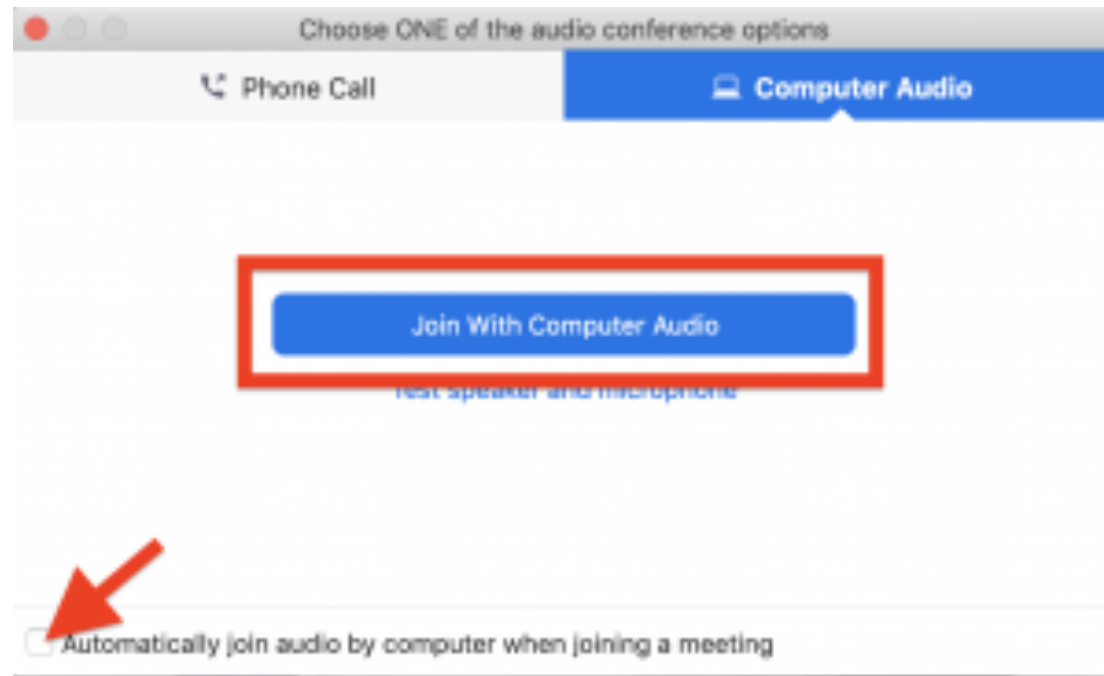 Choose ONE of the audio conference options
Phone Call
Computer Audio
Join With Computer Audio
Test speaker and microphone
Automatically join audio by computer when joining a meeting